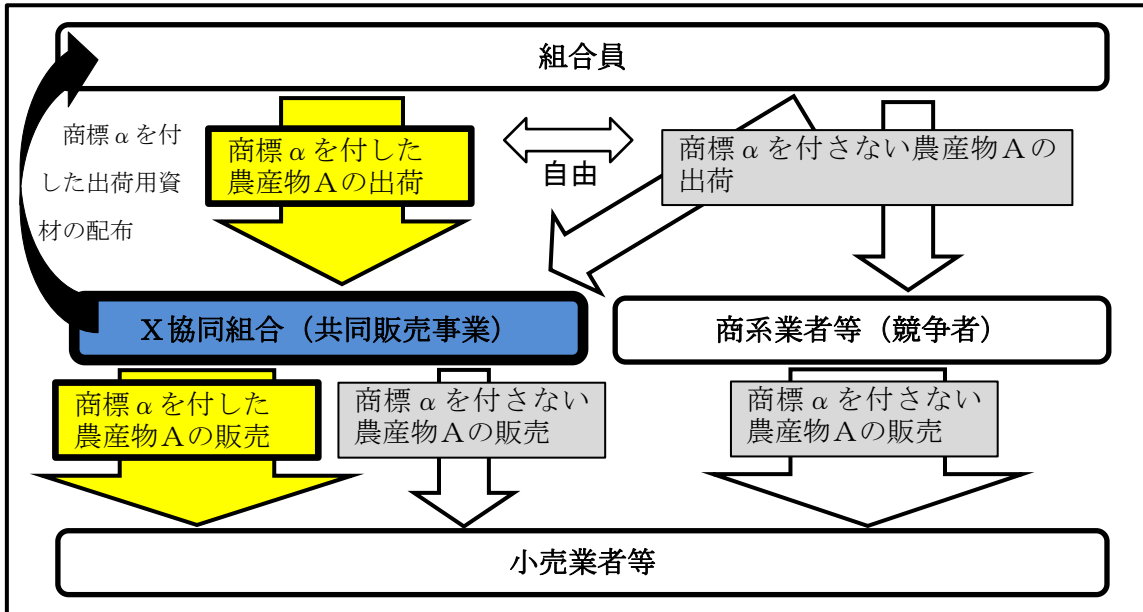 組合員
商標αを付
した出荷用資
材の配布
商標αを付した
農産物Aの出荷
自由
商標αを付さない農産物Aの
出荷
X協同組合(共同販売事業)
商系業者等(競争者)
商標αを付した
農産物Aの販売
商標αを付さない
農産物Aの販売
商標αを付さない
農産物Aの販売
小売業者等